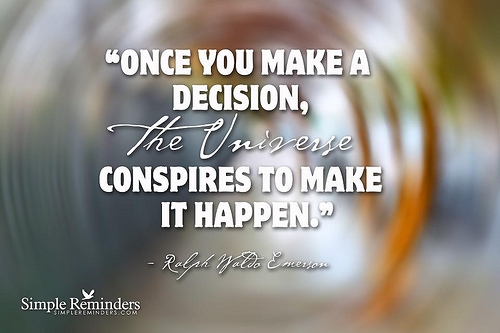 “ONCE YOU MAKE A
DECISION,
The Universe
CONSPIRES TO MAKE
IT HAPPEN.”
- Ralph Waldo Emerson
Simple Reminders
SIMPLEREMINDERS.COM